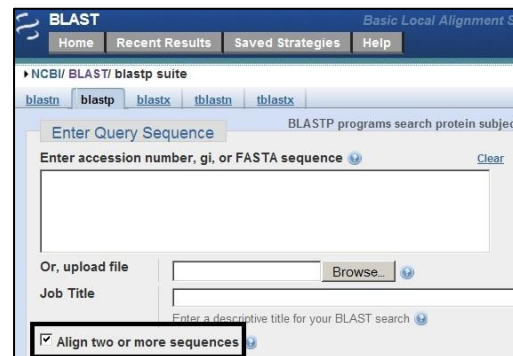 BLAST Basic Local Alignment S
Home Recent Results Saved Strategies Help
NCBI/ BLAST/ blastp suite
blastn blastp blastx tblastn tblastx
Enter Query Sequence BLASTP programs search protein subjec
Enter accession number, gi, or FASTA sequence Clear
Or, upload file Browse...
Job Title
Enter a descriptive title for your BLAST search
Align two or more sequences